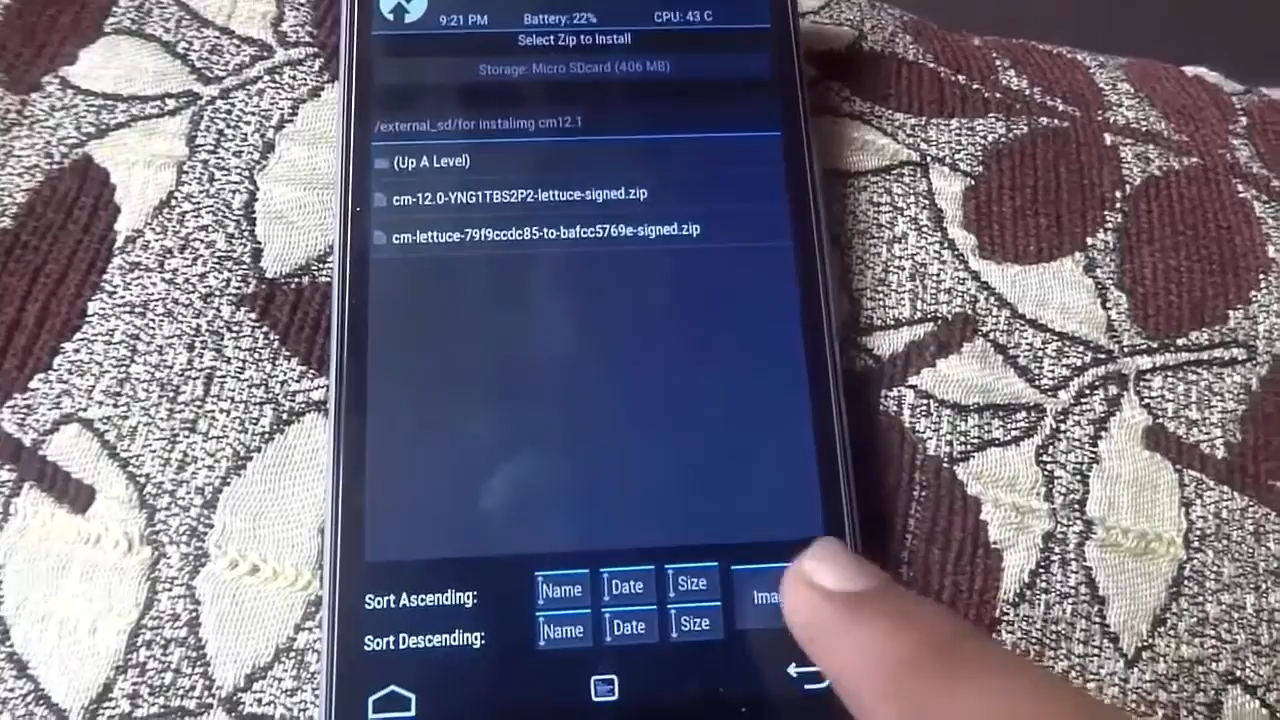 9:21 PM Battery: 22% CPU: 43 C
Select Zip to Install
Storage: Micro SDcard (406 MB)
/external_sd/for instalimg cm12.1
(Up A Level)
cm-12.0-YNG1TBS2P2-lettuce-signed.zip
cm-lettuce-79f9ccdc85-to-bafcc5769e-signed.zip
Sort Ascending: Name Date Size
Sort Descending: Name Date Size